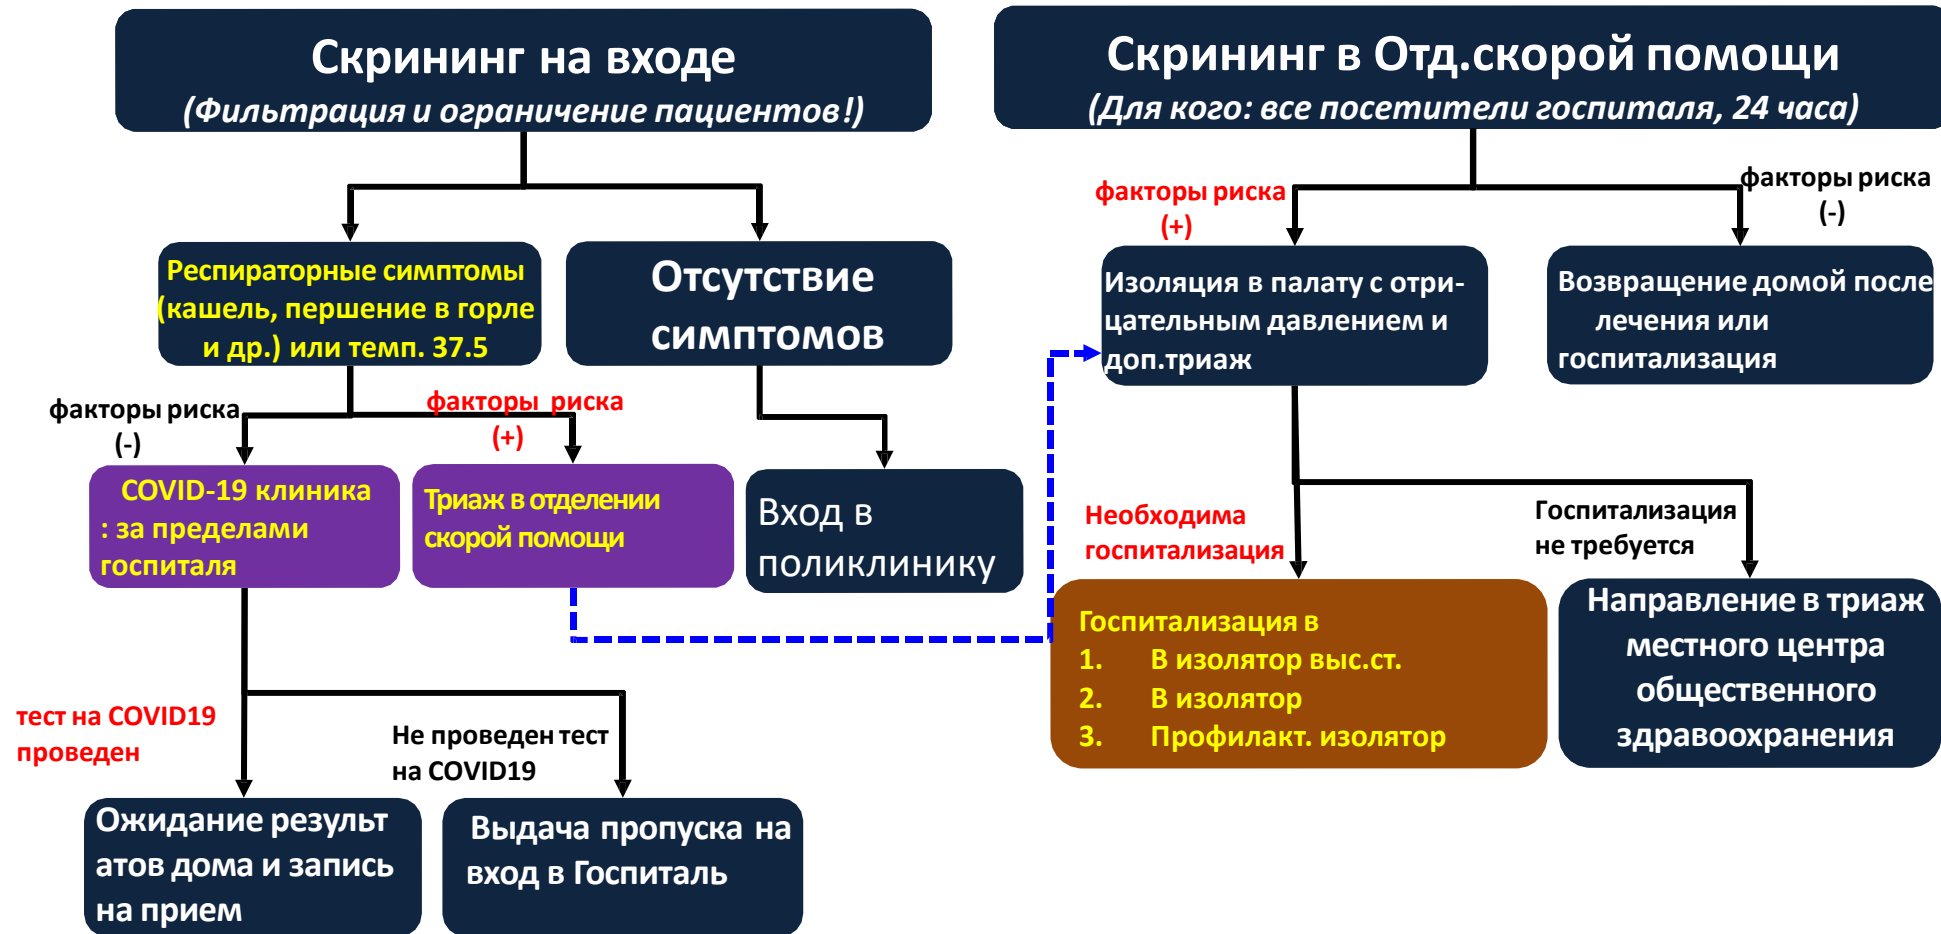 Скрининг на входе
(Фильтрация и ограничение пациентов!)
Скрининг в Отд.скорой помощи
(Для кого: все посетители госпиталя, 24 часа)
факторы риска
(+)
факторы риска
(-)
Респираторные симптомы
(кашель, першение в горле
и др.) или темп. 37.5
Отсутствие
симптомов
Изоляция в палату с отри-
цательным давлением и
доп.триаж
Возвращение домой после
лечения или
госпитализация
факторы риска
(-)
факторы риска
(+)
COVID-19 клиника
: за пределами
госпиталя
Триаж в отделении
скорой помощи
Вход в
поликлинику
Необходима
госпитализация
Госпитализация
не требуется
Госпитализация в
1. В изолятор выс.ст.
2. В изолятор
3. Профилакт. изолятор
Направление в триаж
местного центра
общественного
здравоохранения
тест на COVID19
проведен
Не проведен тест
на COVID19
Ожидание результ
атов дома и запись
на прием
Выдача пропуска на
вход в Госпиталь